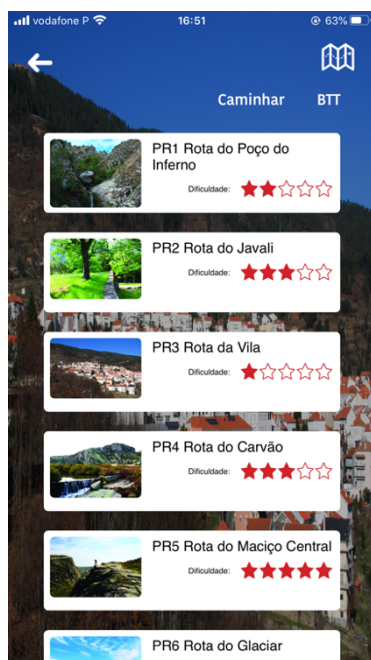 vodafone P 16:51 63%
Caminhar BTT
PR1 Rota do Poço do
Inferno
Dificuldade:
PR2 Rota do Javali
Dificuldade:
PR3 Rota da Vila
Dificuldade:
PR4 Rota do Carvão
Dificuldade:
PR5 Rota do Maciço Central
Dificuldade:
PR6 Rota do Glaciar